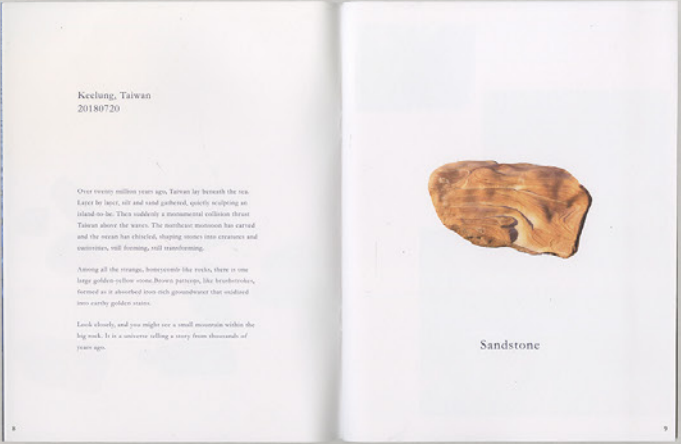 Keelung, Taiwan
20180720
Over twenty million years ago, Taiwan lay beneath the sea.
Layer by layer, silt and sand gathered, quietly sculpting an
island-to-be. Then suddenly a monumental collision thrust
Taiwan above the waves. The northeast monsoon has carved
and the ocean has chiseled, shaping stones into creatures and
curiosities, still forming, still transforming.
Among all the strange, honeycomb-like rocks, there is one
large golden-yellow stone.Brown patterns, like brushstrokes,
formed as it absorbed iron-rich groundwater that oxidized
into earthy golden stains.
Look closely, and you might see a small mountain within the
big rock. It is a universe telling a story from thousands of
years ago.
8
Sandstone
9